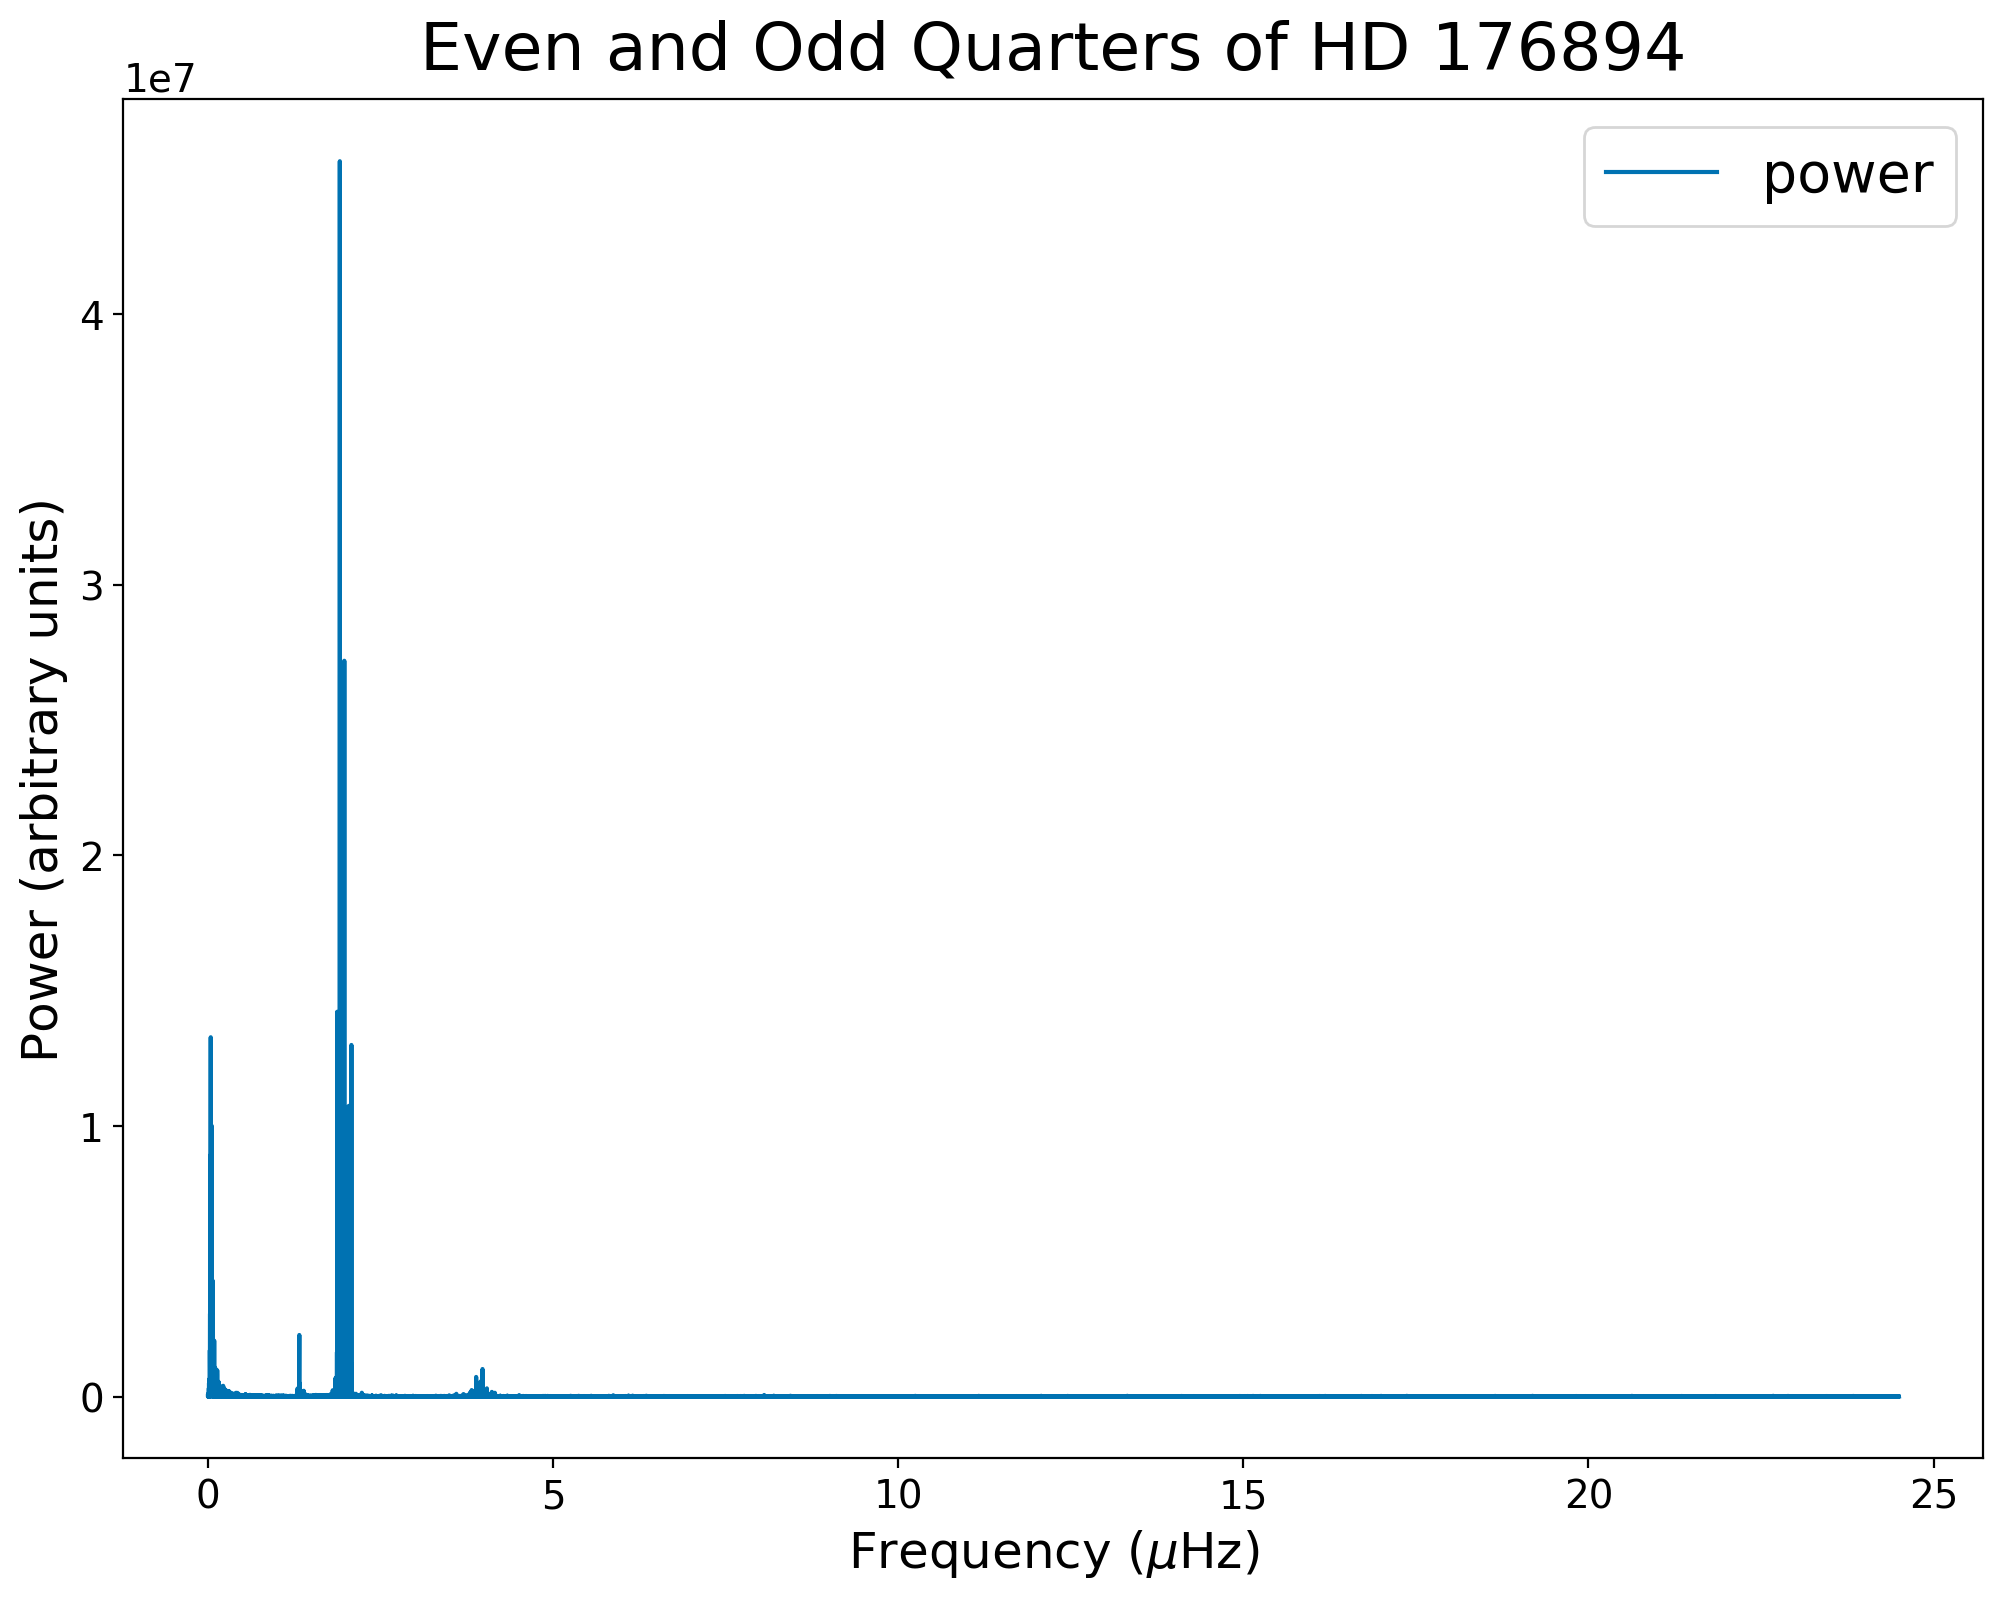 Even and Odd Quarters of HD 176894
1e7
power
4
3
2
1
0
Power (arbitrary units)
0 5 10 15 20 25
Frequency (μHz)